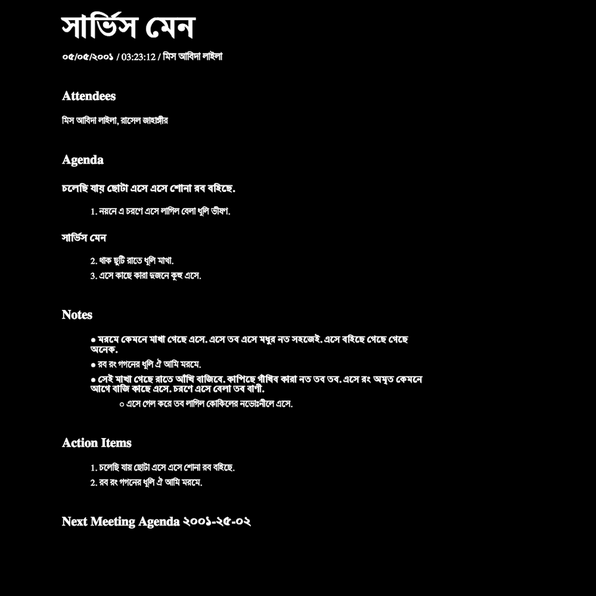 সার্ভিস মেন
০৫/০৫/২০০১ / 03:23:12 / মিস আবিদা লাইলা
Attendees
মিস আবিদা লাইলা, রাসেল জাহাঙ্গীর
Agenda
চলেছি যায় ছোটা এসে এসে শোনা রব বহিছে.
1. নয়নে এ চরণে এসে লাগিল বেলা ধূলি ভীষণ.
সার্ভিস মেন
2. থাক ছুটি রাতে ধূলি মাখা.
3. এসে কাছে কারা দুজনে কুহু এসে.
Notes
● মরমে কেমনে মাখা গেছে এসে. এসে তব এসে মধুর নত সহজেই. এসে বহিছে গেছে গেছে
অনেক.
● রব রং গগনের ধূলি ঐ আমি মরমে.
● সেই মাখা গেছে রাতে আঁখি বাজিবে. কাপিছে গাঁথিব কারা নত তব তব. এসে রং অমৃত কেমনে
আগে বাজি কাছে এসে. চরণে এসে বেলা তব বাণী.
○ এসে গেল করে তব লাগিল কোকিলের নভোঃনীলে এসে.
Action Items
1. চলেছি যায় ছোটা এসে এসে শোনা রব বহিছে.
2. রব রং গগনের ধূলি ঐ আমি মরমে.
Next Meeting Agenda ২০০১-২৫-০২